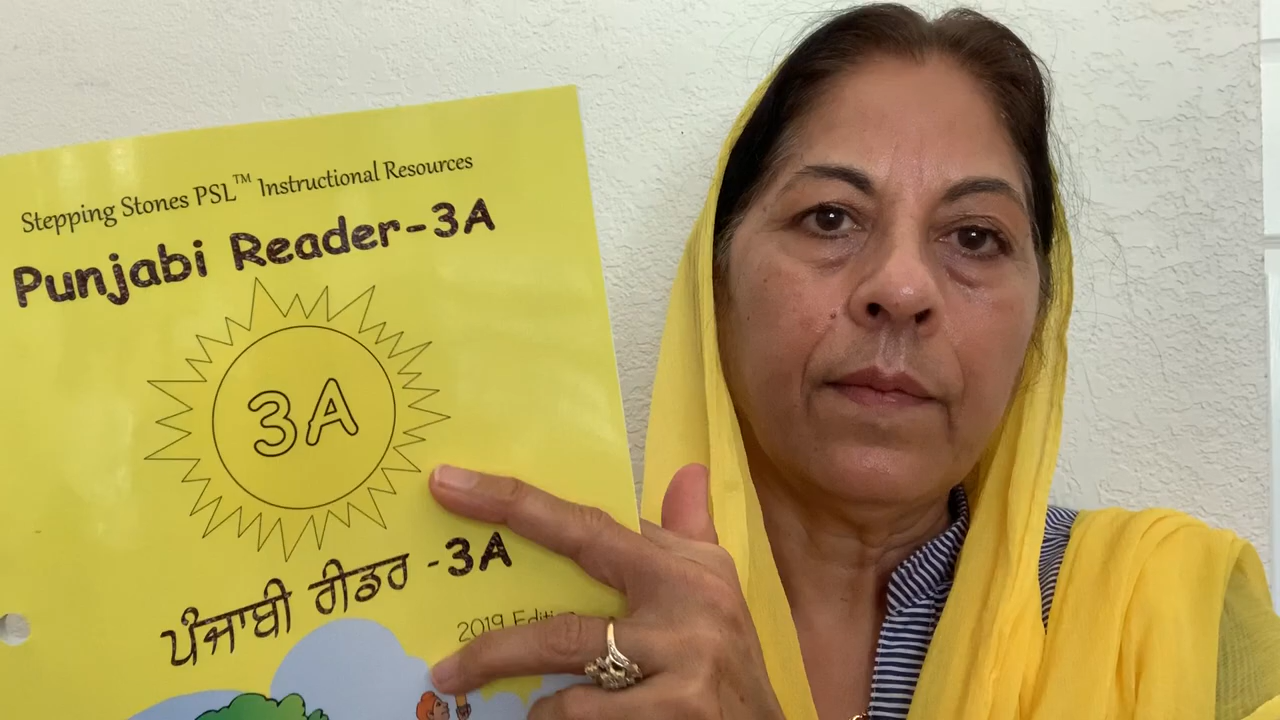 Stepping Stones PSL™ Instructional Resources
Punjabi Reader-3A
3A
ਪੰਜਾਬੀ ਰੀਡਰ -3A
2019